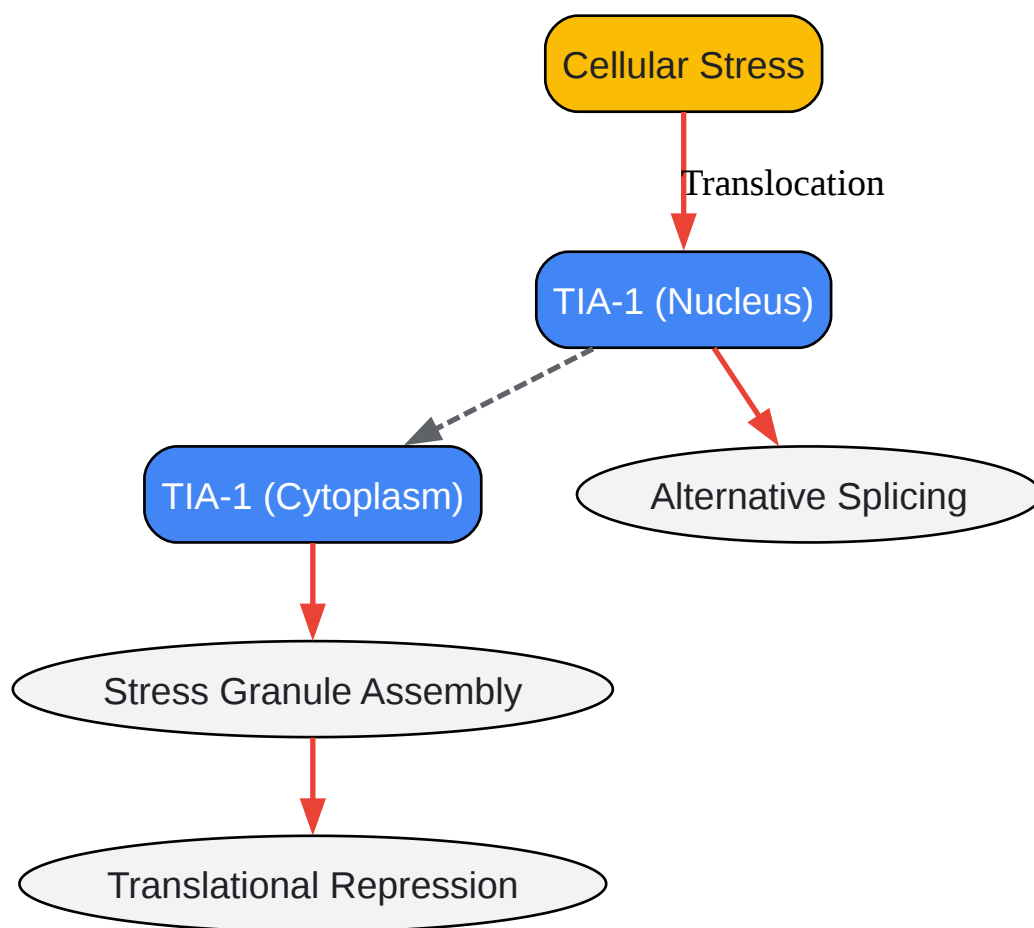 Cellular Stress
Translocation
TIA-1 (Nucleus)
TIA-1 (Cytoplasm)
Alternative Splicing
Stress Granule Assembly
Translational Repression